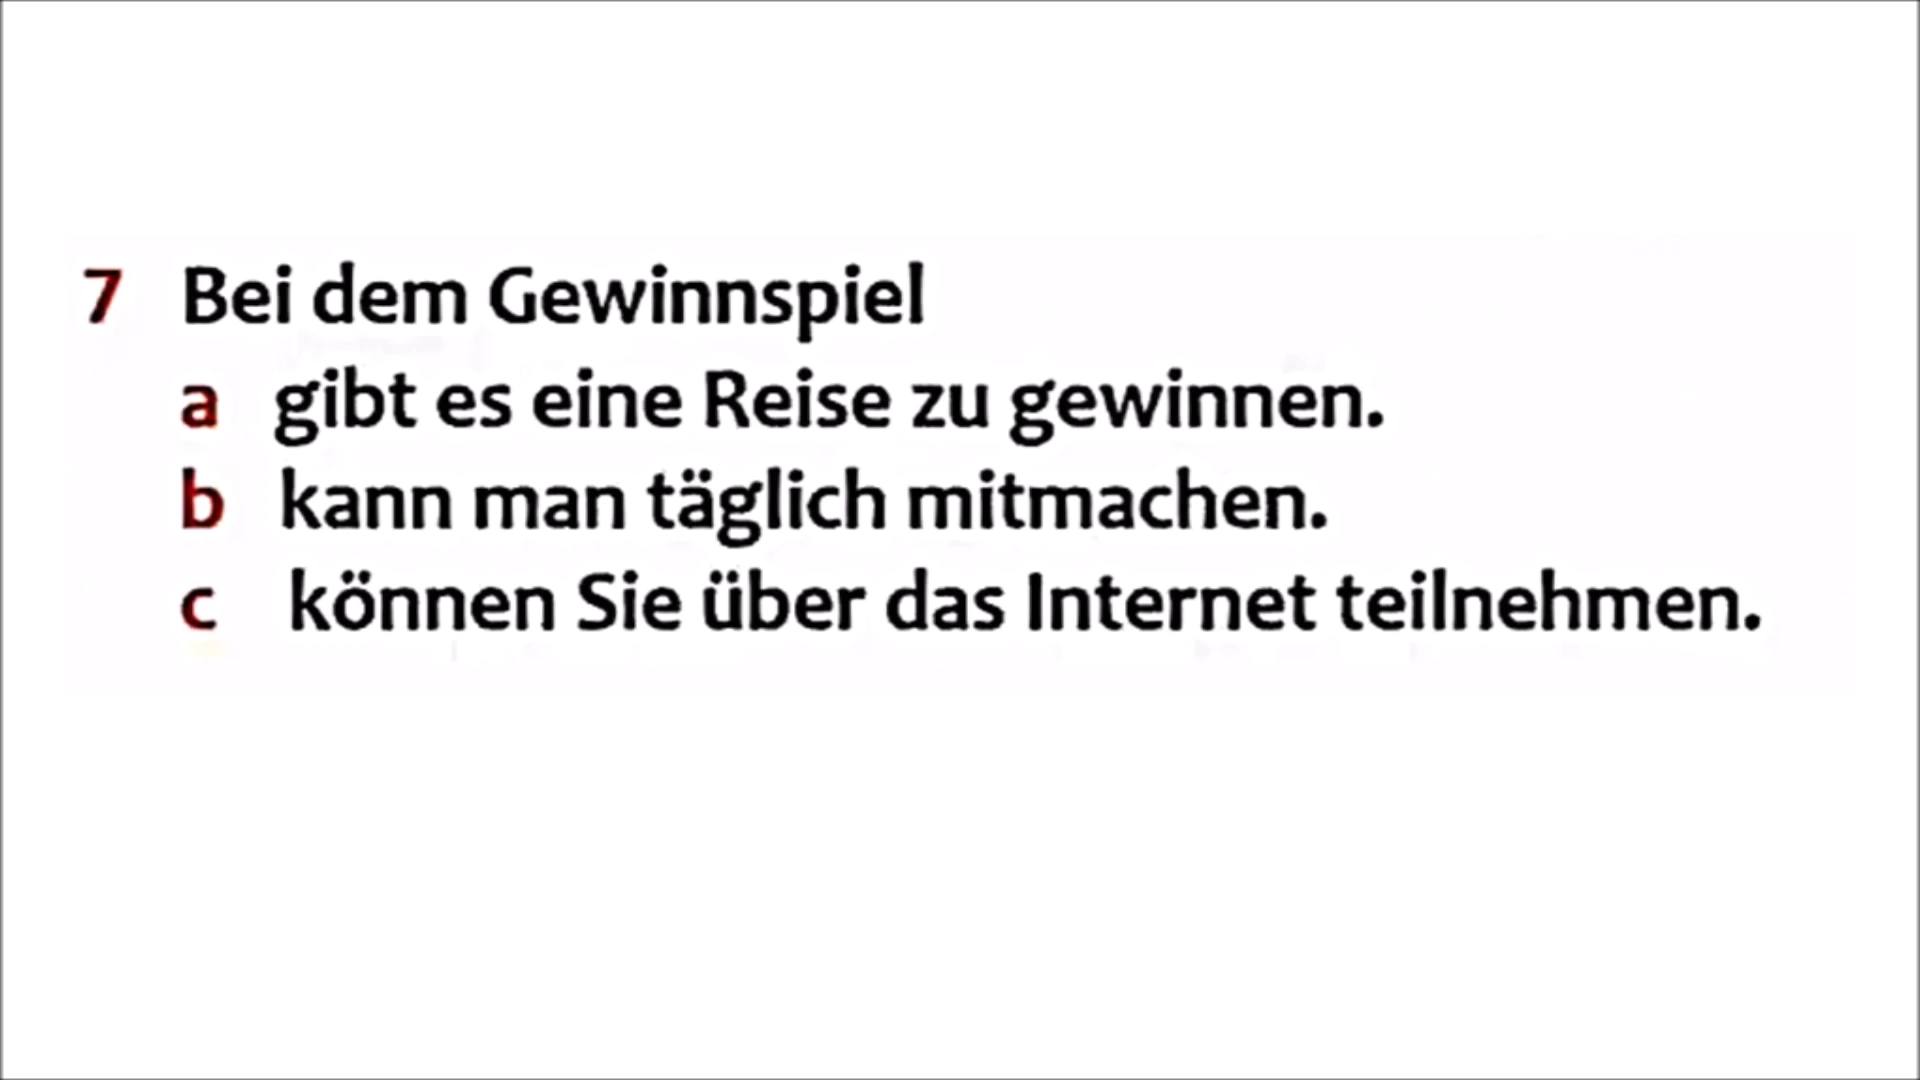 7 Bei dem Gewinnspiel
a gibt es eine Reise zu gewinnen.
b kann man täglich mitmachen.
c können Sie über das Internet teilnehmen.